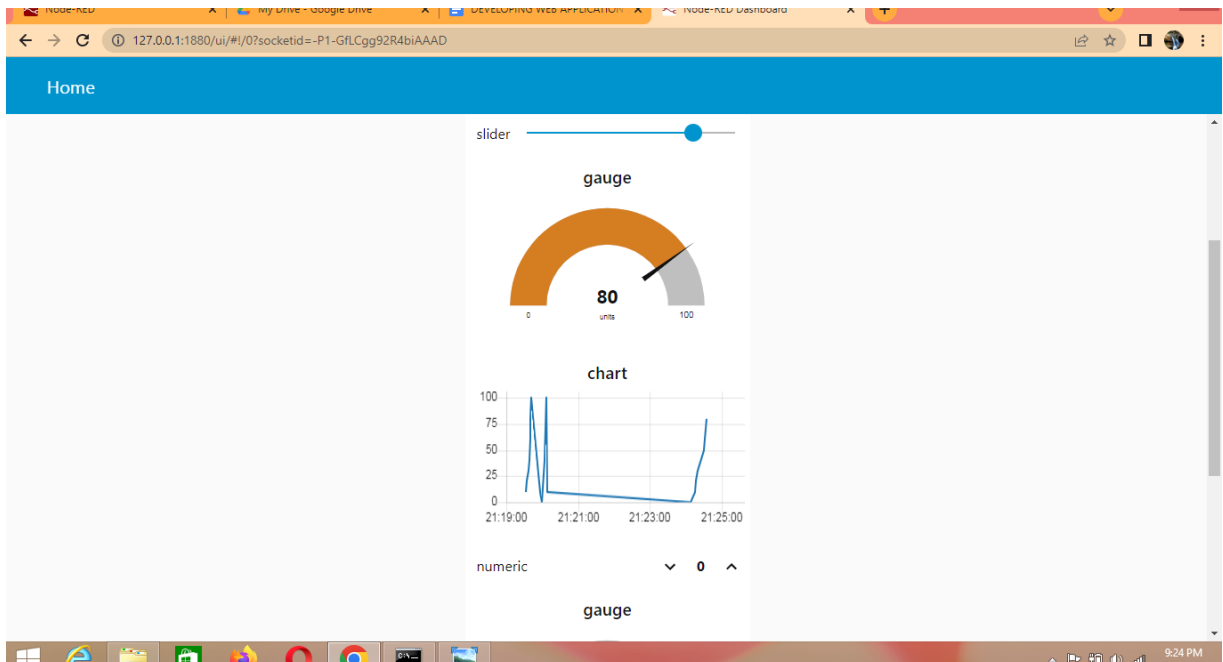 Node-RED
My Drive - Google Drive
DEVELOPING WEB APPLICATION
Node-RED Dashboard
127.0.0.1:1880/ui/#!/0?socketid=-P1-GfLCgg92R4biAAAD
Home
slider
gauge
80
0 units 100
chart
100
75
50
25
0
21:19:00 21:21:00 21:23:00 21:25:00
numeric 0
gauge
9:24 PM